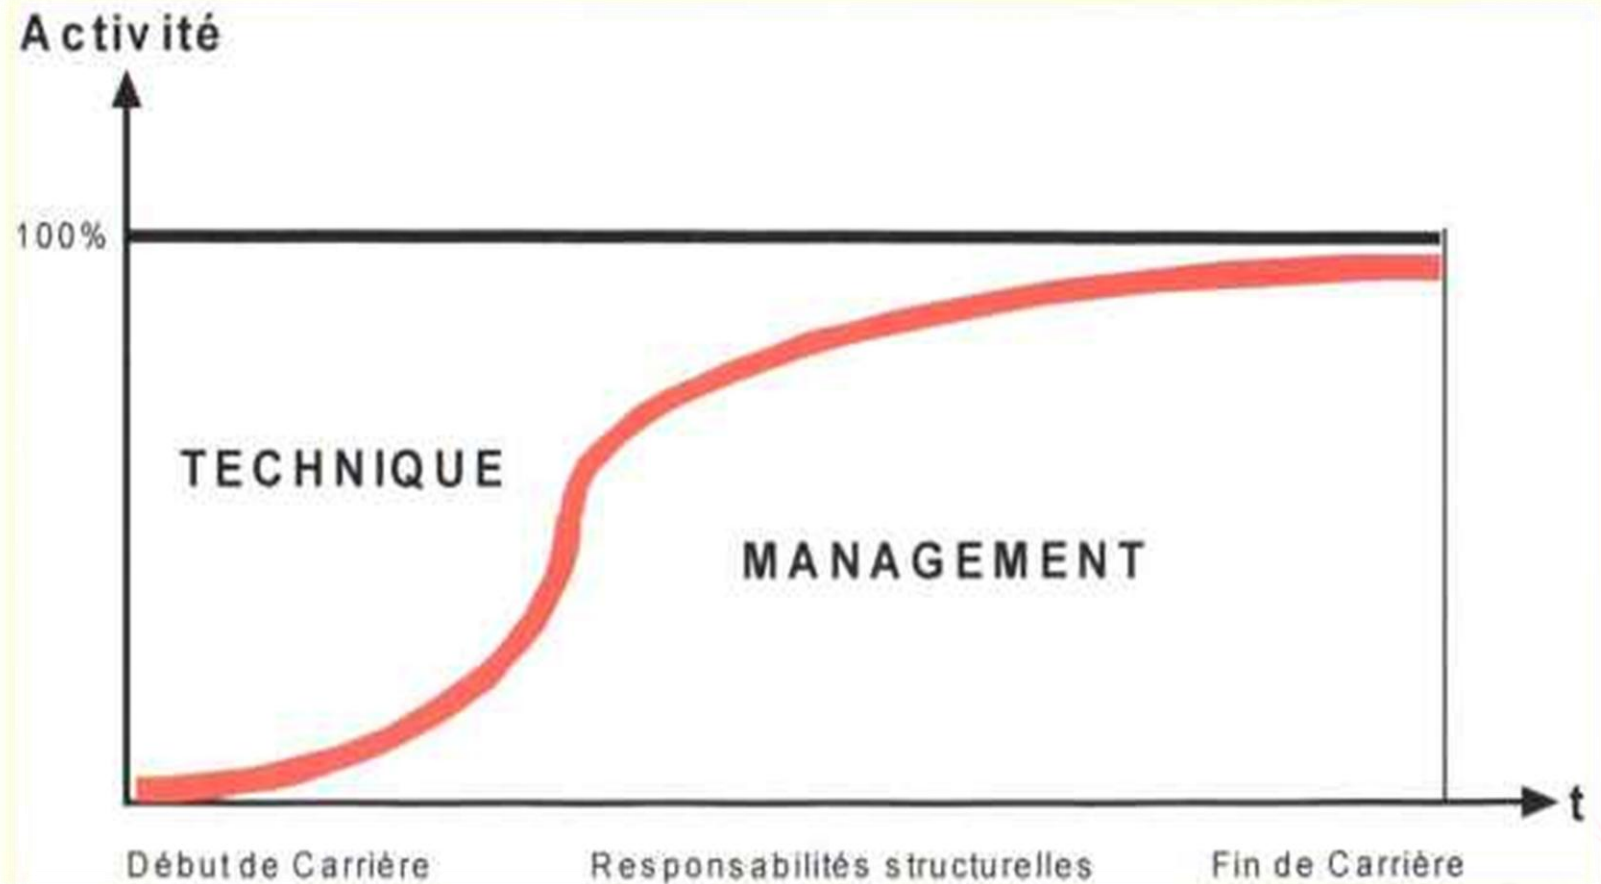 Activité
100%
TECHNIQUE
MANAGEMENT
t
Début de Carrière
Responsabilités structurelles
Fin de Carrière